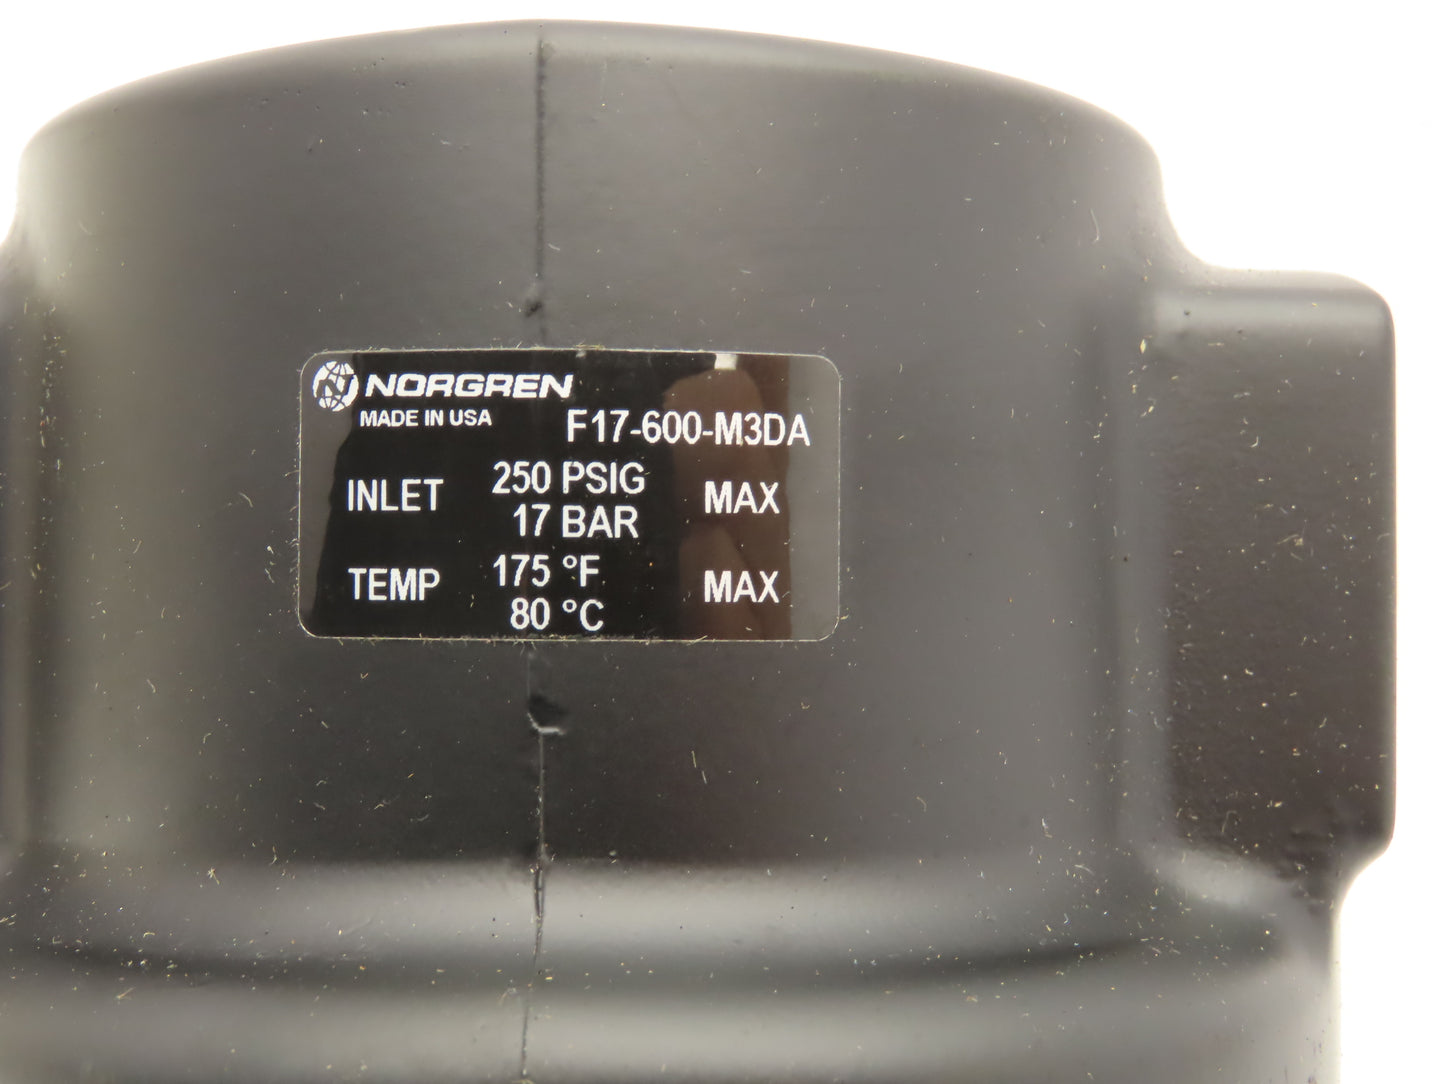 NORGREN
MADE IN USA
F17-600-M3DA
INLET 250 PSIG MAX
17 BAR
TEMP 175 °F MAX
80 °C